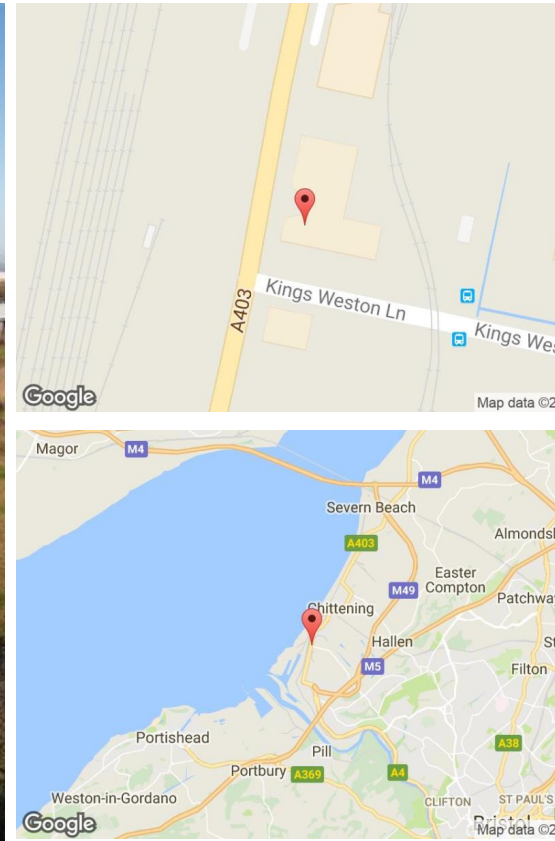 A403
Kings Weston Ln
Kings Wes
Google
Map data ©2
Magor
M4
M4
Severn Beach
A403
Almonds
Easter
Compton
M49
Patchwa
Chittening
Hallen
St
M5
Filton
Portishead
A38
Pill
Portbury
A369
A4
Weston-in-Gordano
CLIFTON
ST PAUL'S
Bristol
Google
Map data ©2